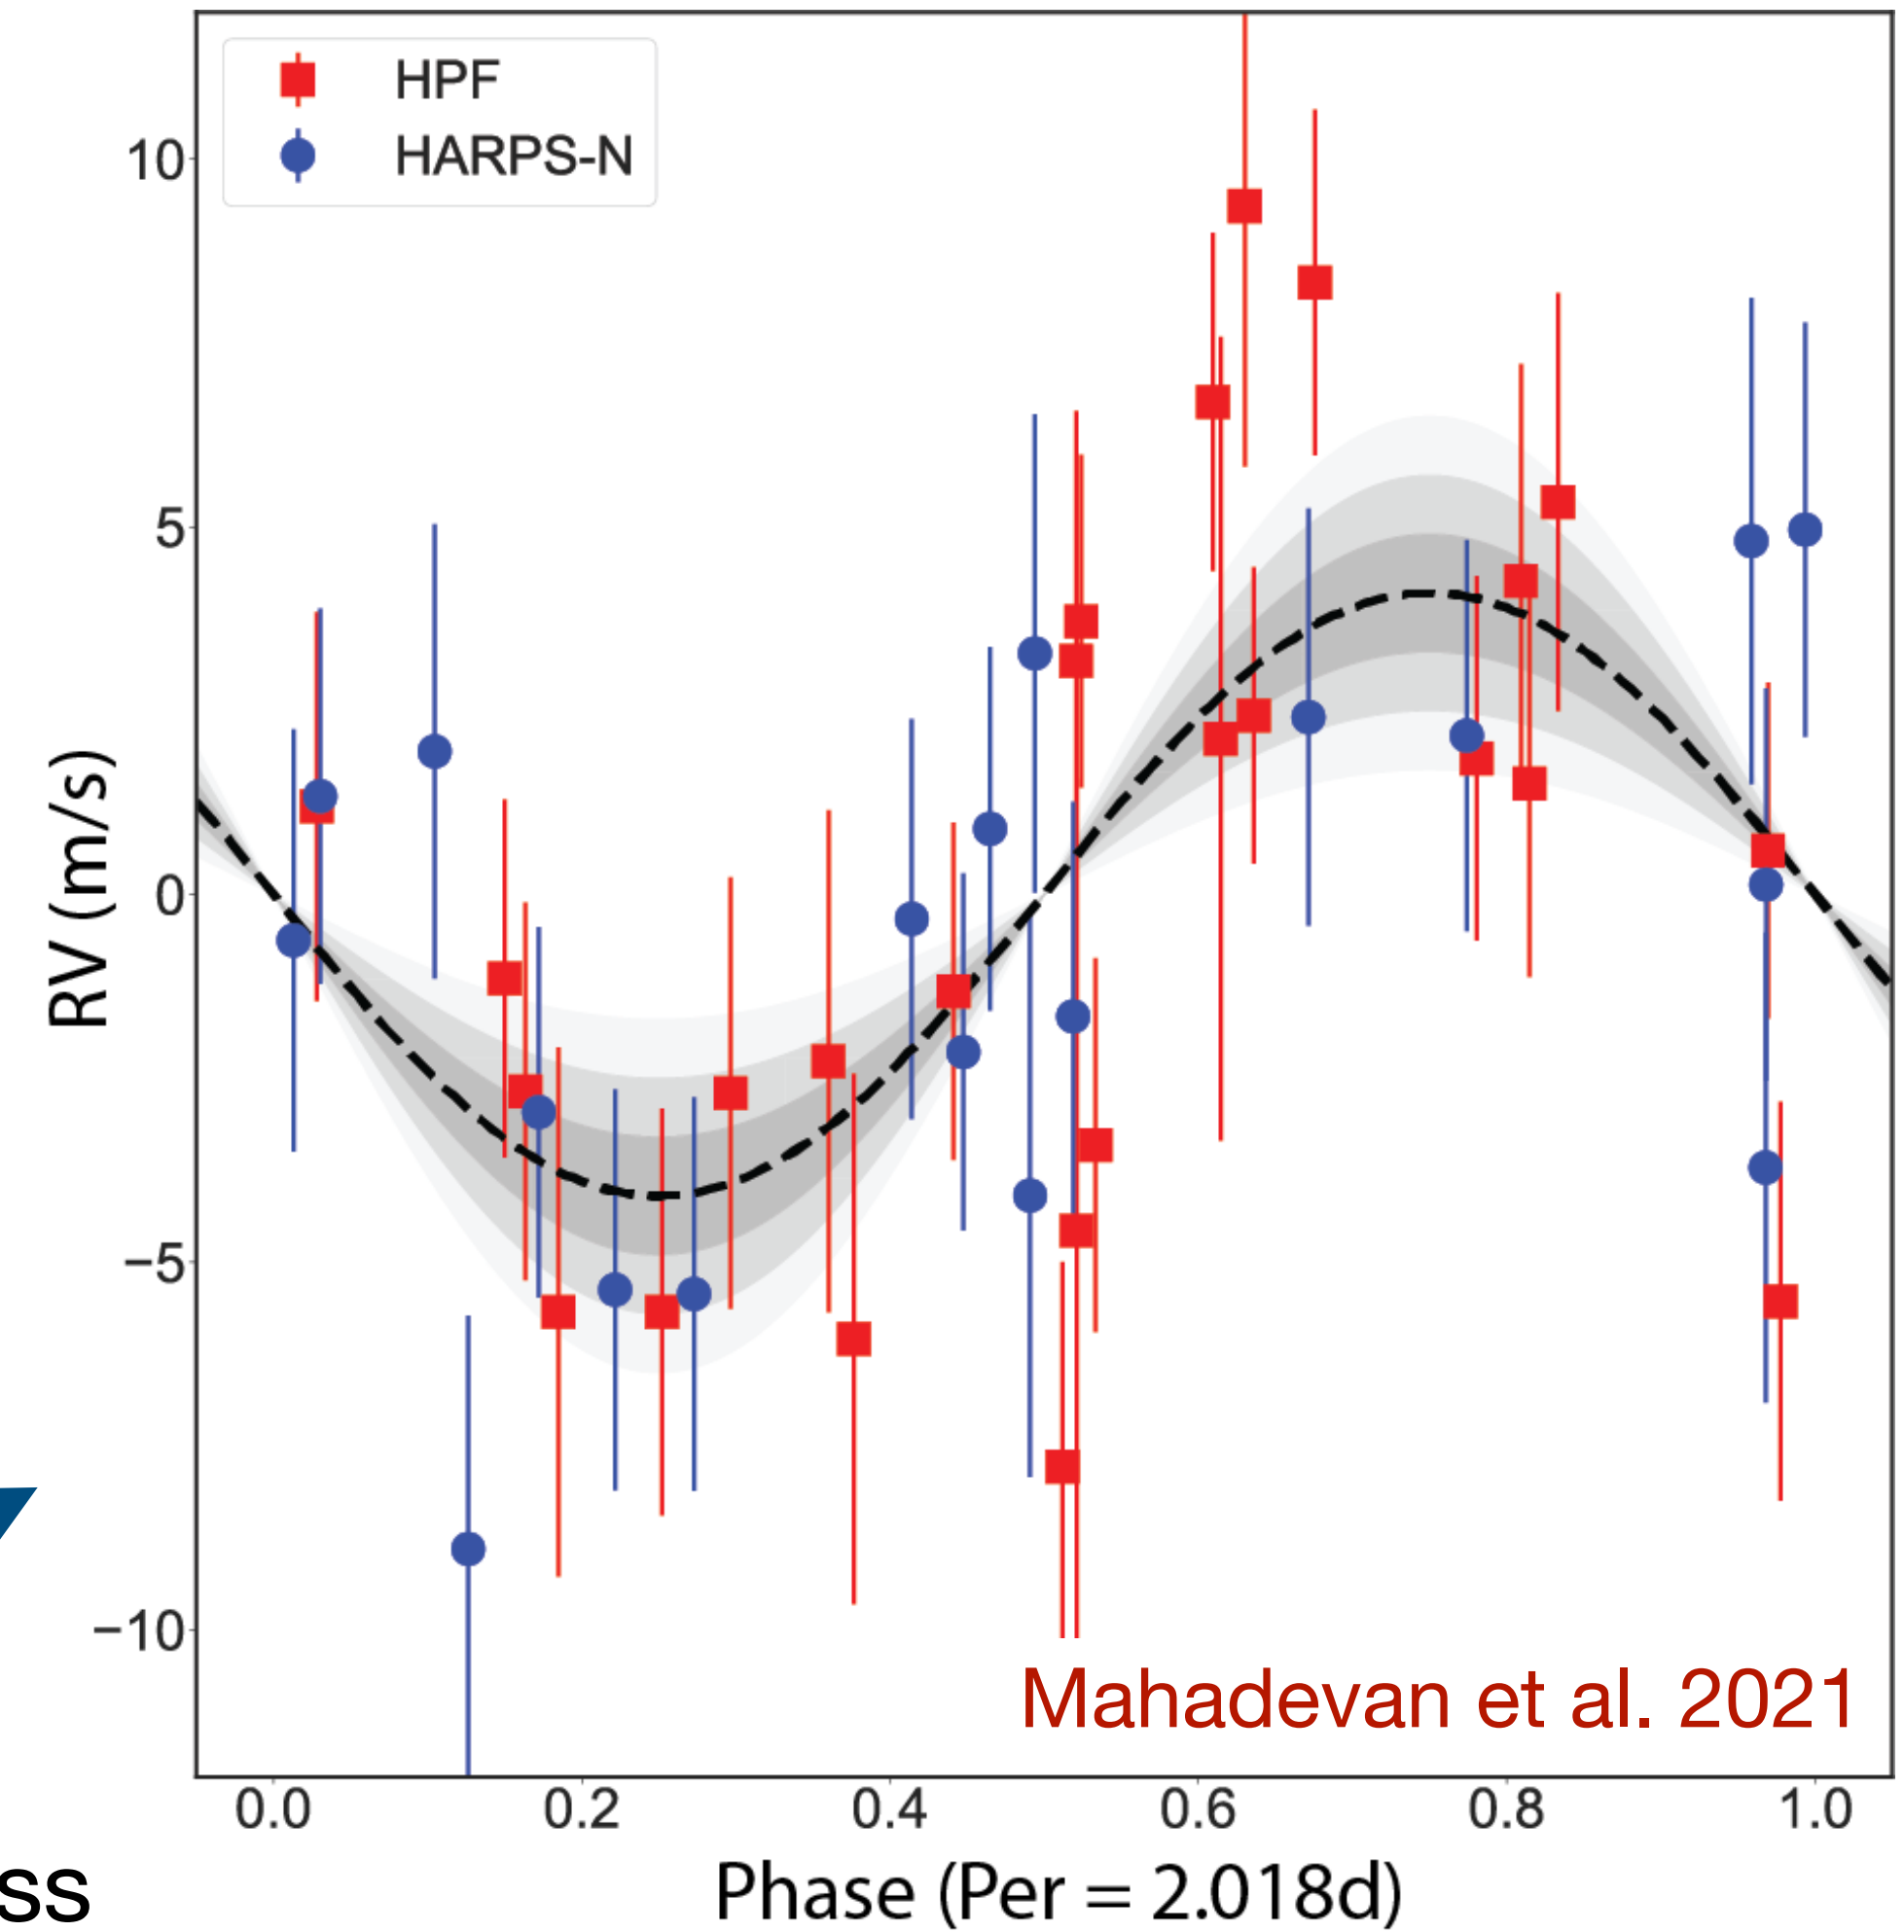 HPF
HARPS-N
10
5
0
−5
−10
RV (m/s)
Mahadevan et al. 2021
0.0 0.2 0.4 0.6 0.8 1.0
Phase (Per = 2.018d)
ss